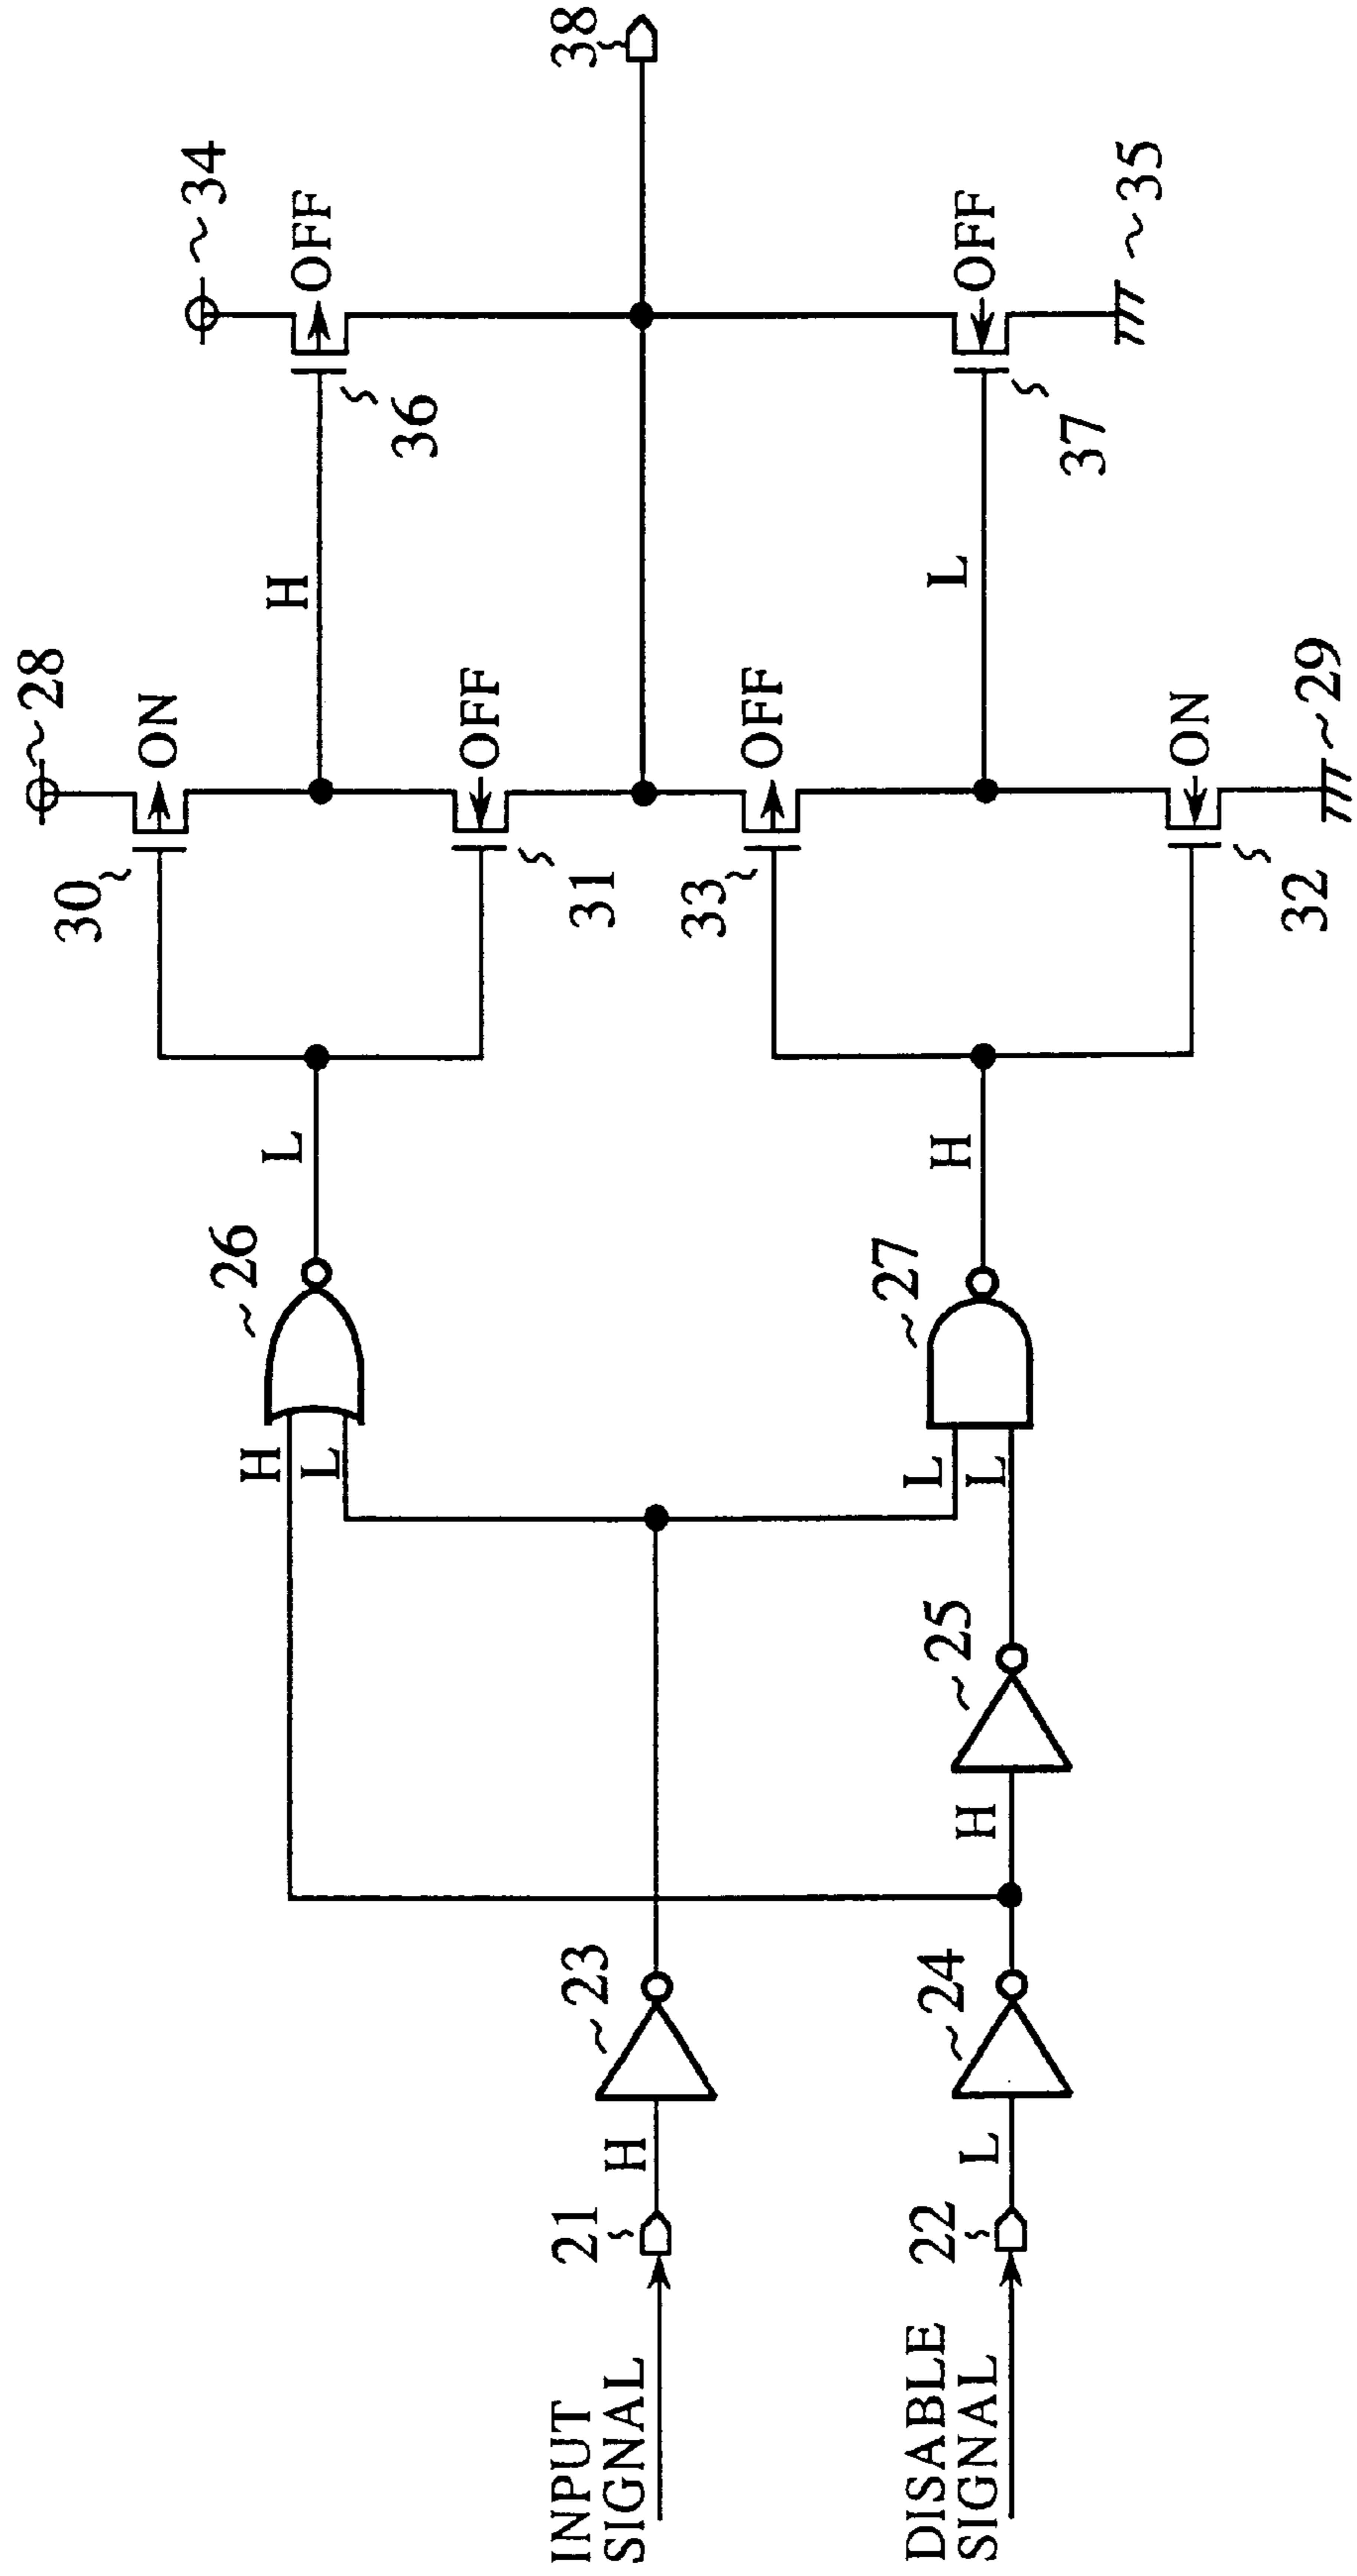 INPUT
SIGNAL
21
H
23
DISABLE
SIGNAL
22
L
24
H
25
H
L
26
L
L
L
27
H
30
28
ON
31
OFF
33
OFF
32
ON
29
H
L
34
36
OFF
37
OFF
35
38